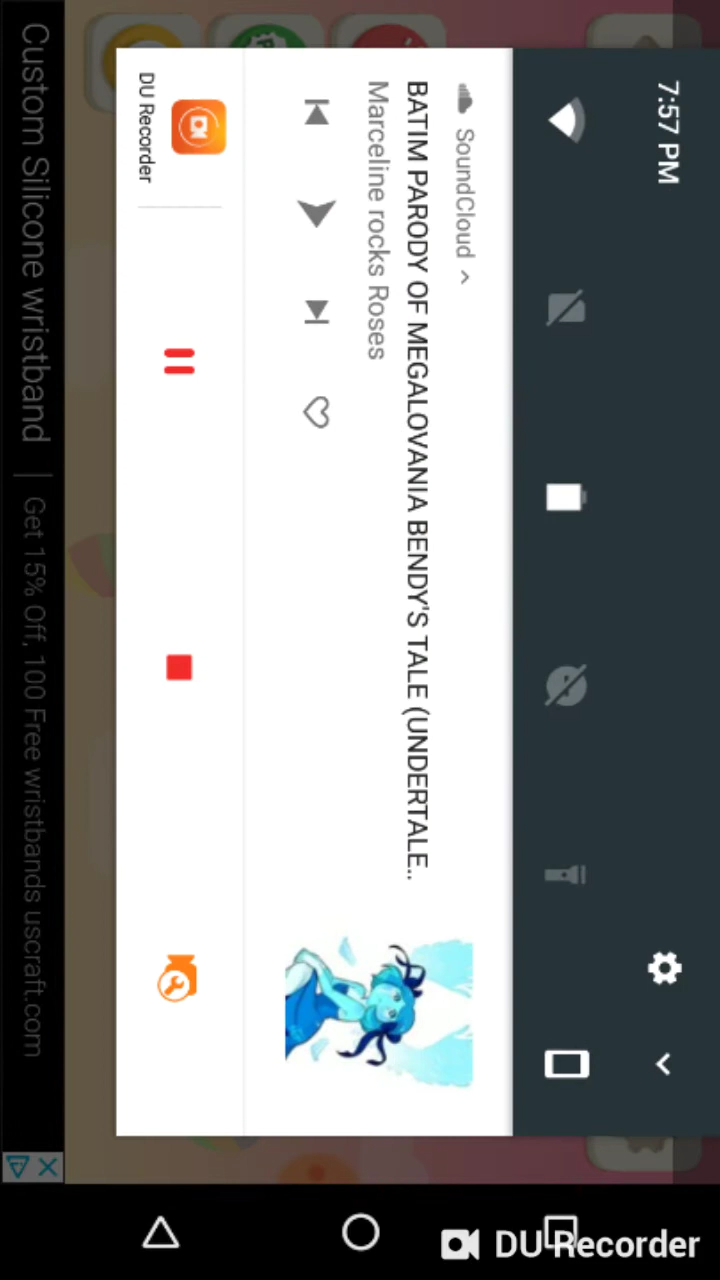 7:57 PM
SoundCloud
BATIM PARODY OF MEGALOVANIA BENDY'S TALE (UNDERTALE..
Marceline rocks Roses
DU Recorder
Custom Silicone wristband | Get 15% Off, 100 Free wristbands uscraft.com
DU Recorder